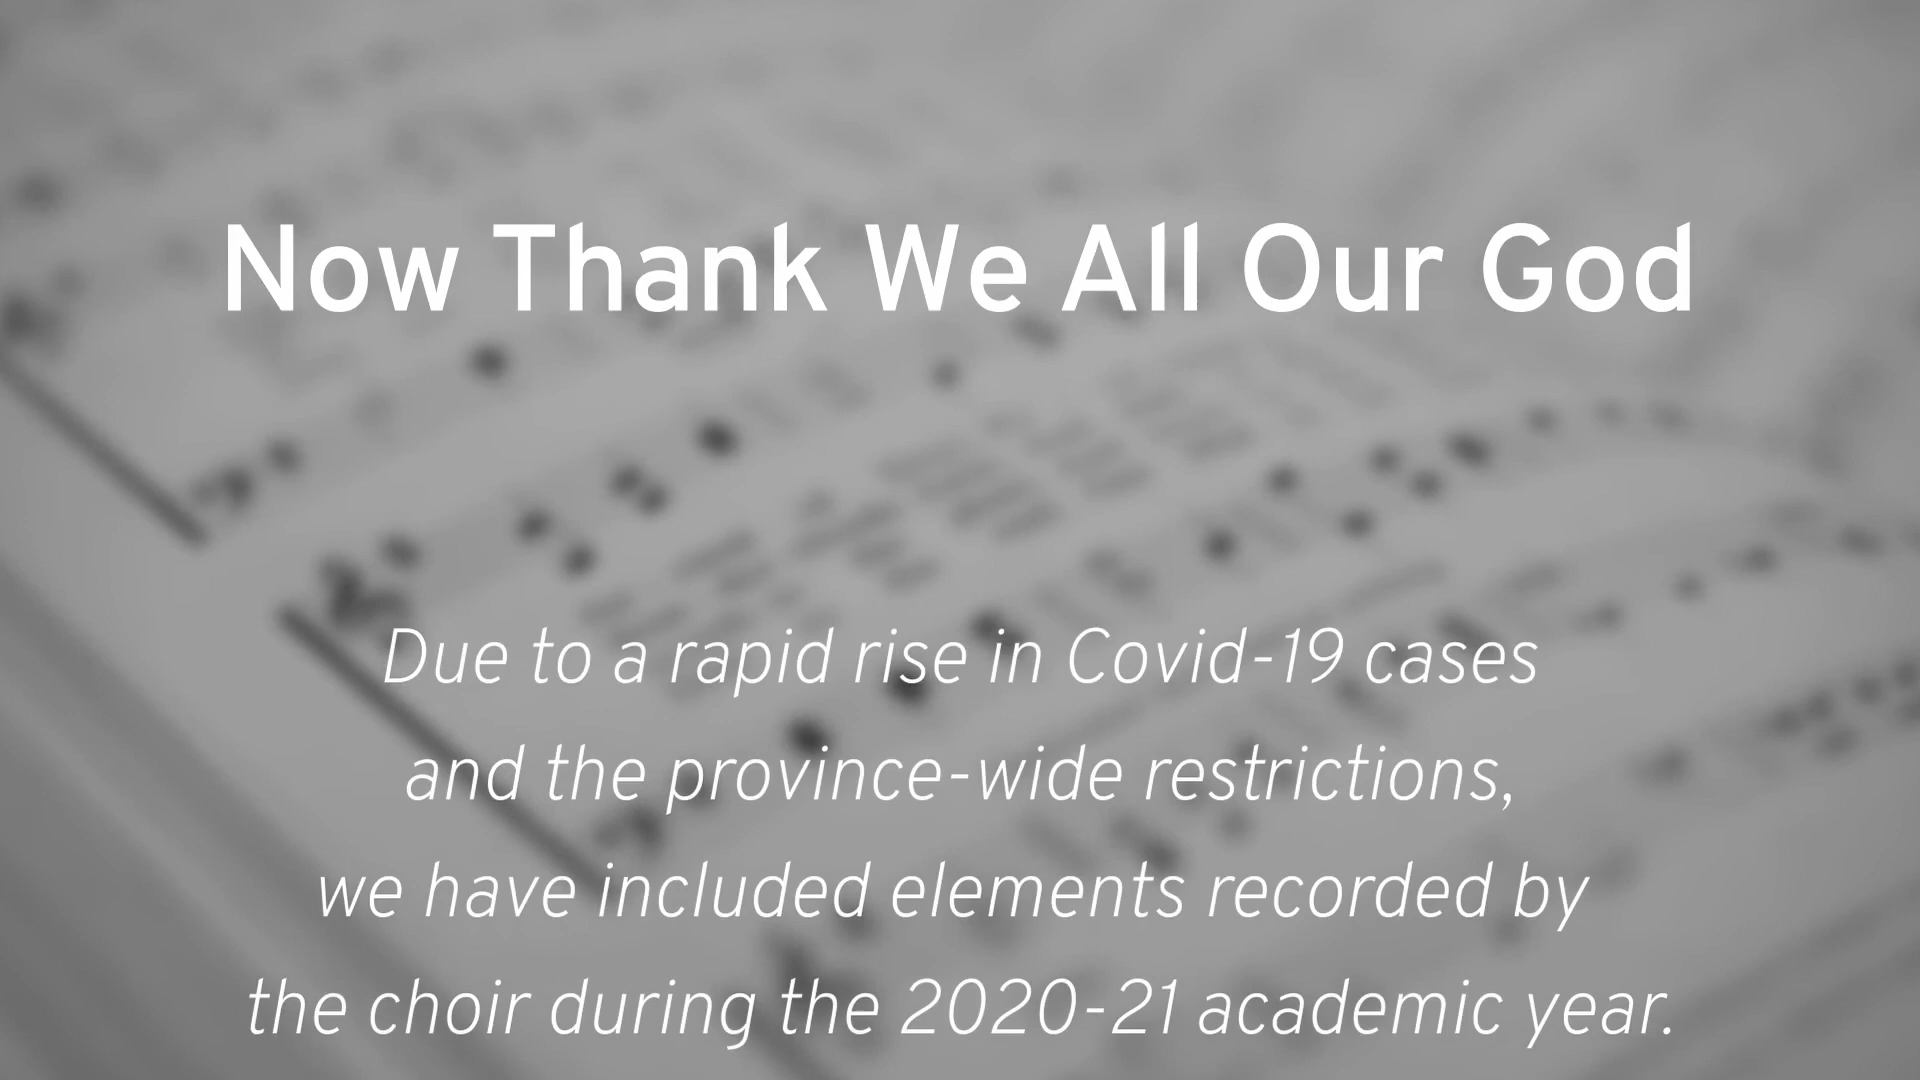 Now Thank We All Our God
Due to a rapid rise in Covid-19 cases
and the province-wide restrictions,
we have included elements recorded by
the choir during the 2020-21 academic year.